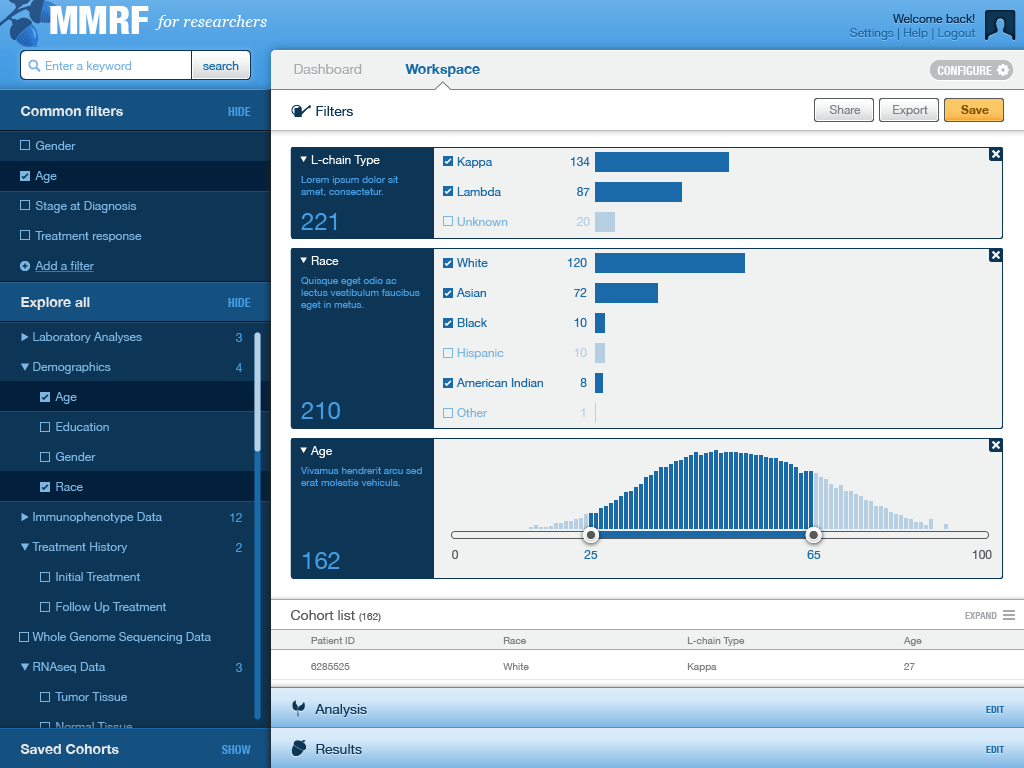 MMRF for researchers
Welcome back!
Settings | Help | Logout
Enter a keyword
search
Dashboard
Workspace
CONFIGURE
Common filters
HIDE
Gender
Age
Stage at Diagnosis
Treatment response
Add a filter
Explore all
HIDE
Laboratory Analyses 3
Demographics 4
Age
Education
Gender
Race
Immunophenotype Data 12
Treatment History 2
Initial Treatment
Follow Up Treatment
Whole Genome Sequencing Data
RNAseq Data 3
Tumor Tissue
Normal Tissue
Saved Cohorts
SHOW
Filters
Share
Export
Save
L-chain Type
Lorem ipsum dolor sit
amet, consectetur.
221
Kappa 134
Lambda 87
Unknown 20
Race
Quisque eget odio ac
lectus vestibulum faucibus
eget in metus.
210
White 120
Asian 72
Black 10
Hispanic 10
American Indian 8
Other 1
Age
Vivamus hendrerit arcu sed
erat molestie vehicula.
162
0 25 65 100
Cohort list (162)
EXPAND
Patient ID Race L-chain Type Age
6285525 White Kappa 27
Analysis
EDIT
Results
EDIT